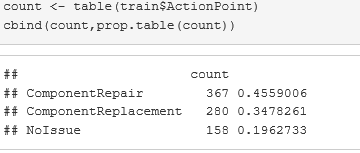 count <- table(train$ActionPoint)
cbind(count,prop.table(count))
##                      count
## ComponentRepair        367 0.4559006
## ComponentReplacement   280 0.3478261
## NoIssue                158 0.1962733